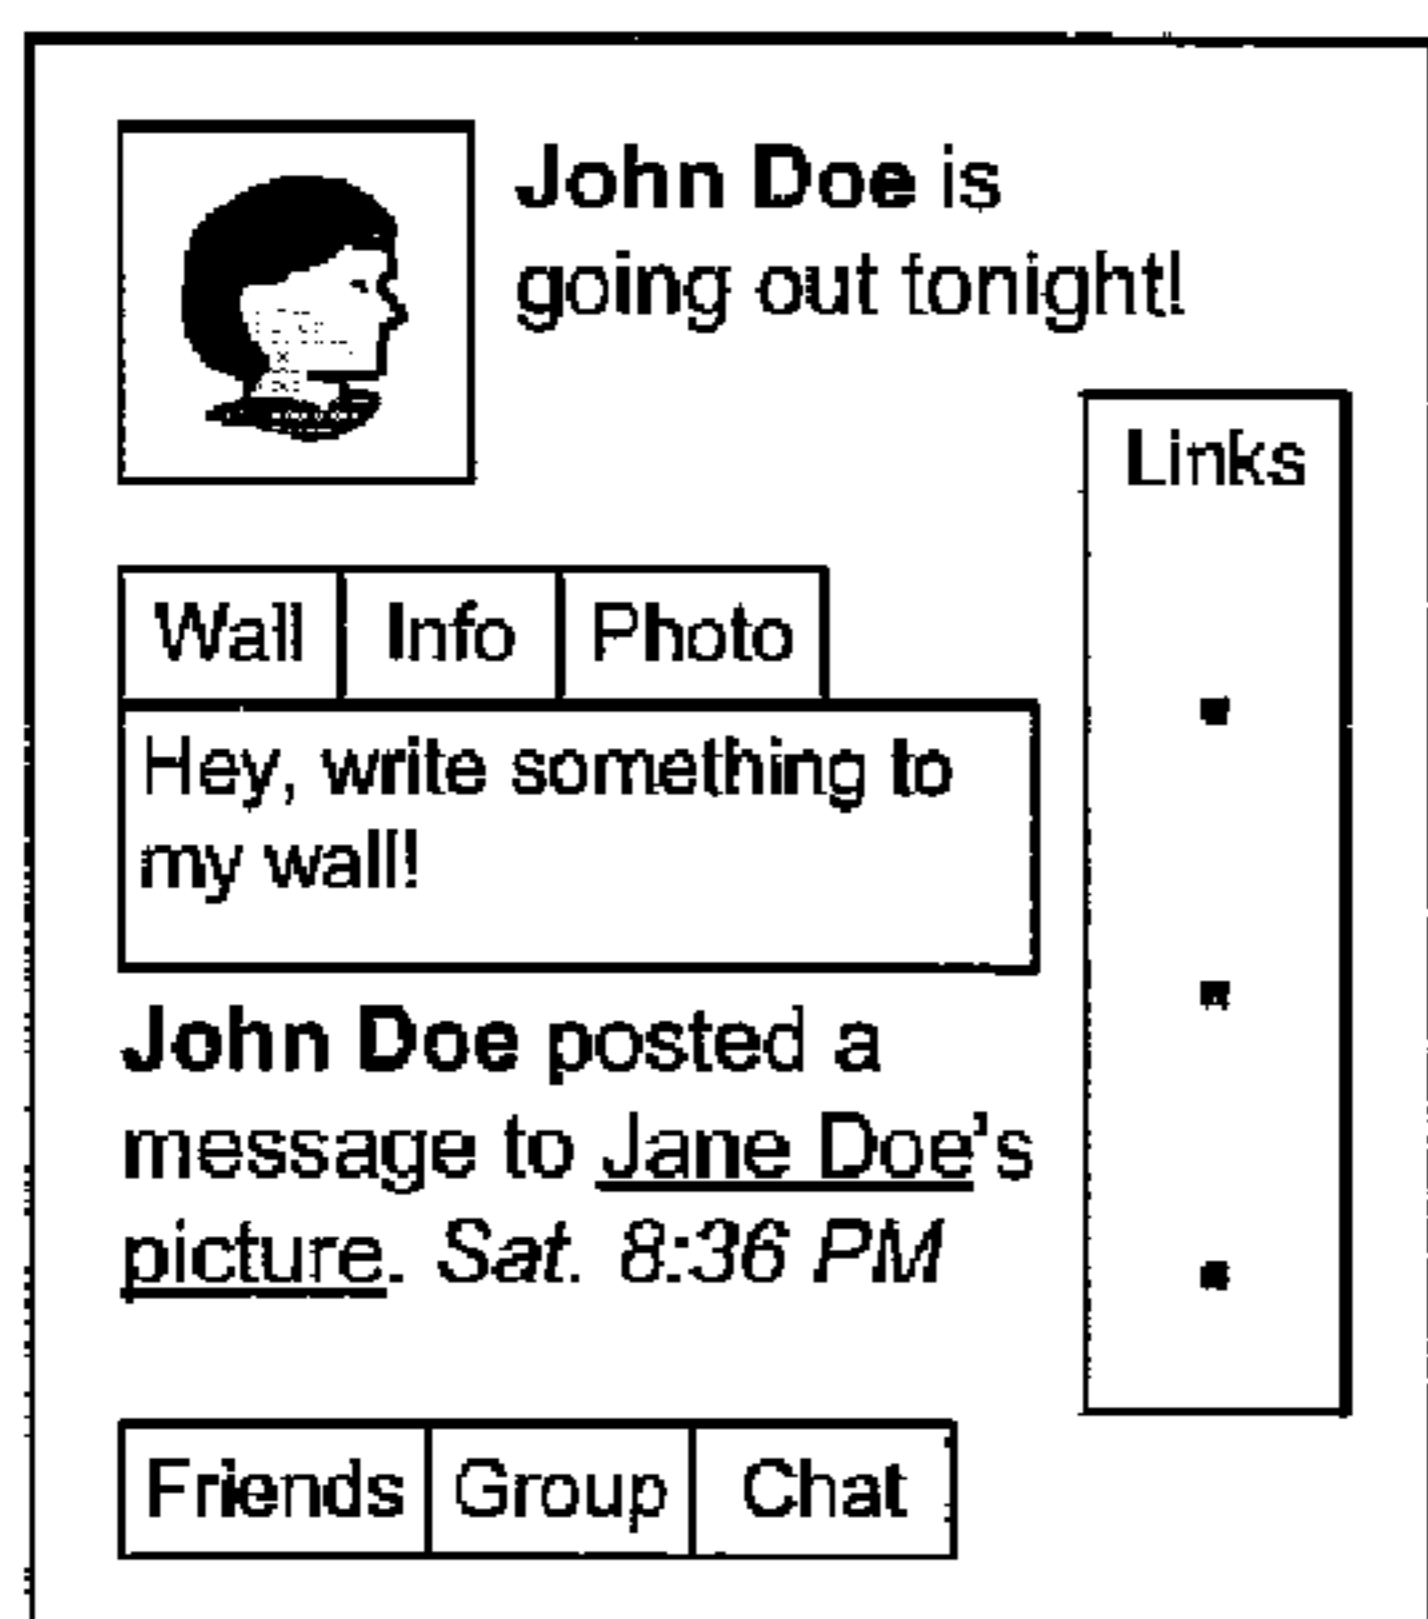 John Doe is
going out tonight!
Links
Wall Info Photo
Hey, write something to
my wall!
John Doe posted a
message to Jane Doe's
picture. Sat. 8:36 PM
Friends Group Chat